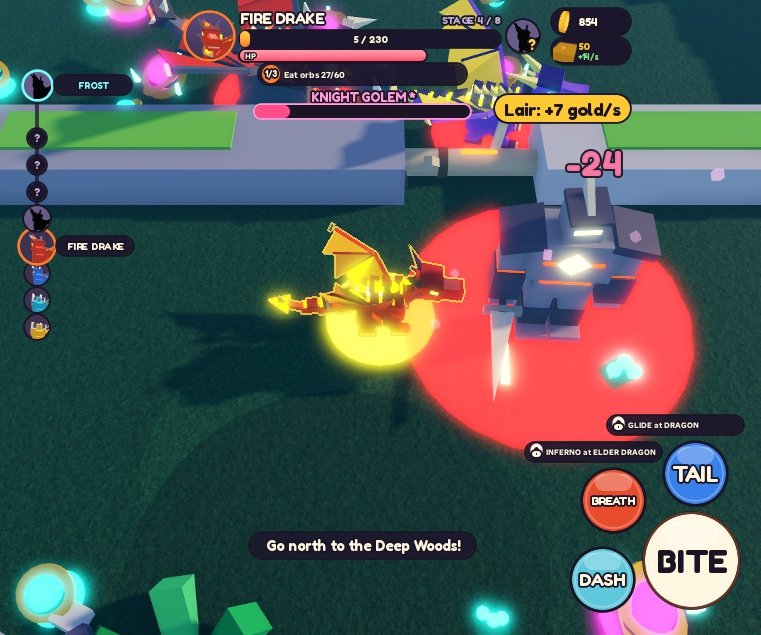 FIRE DRAKE
STAGE 4 / 8
854
5 / 230
50
+14/s
HP
1/3 Eat orbs 27/60
FROST
KNIGHT GOLEM*
Lair: +7 gold/s
-24
?
?
?
?
FIRE DRAKE
GLIDE at DRAGON
INFERNO at ELDER DRAGON
TAIL
BREATH
BITE
DASH
Go north to the Deep Woods!